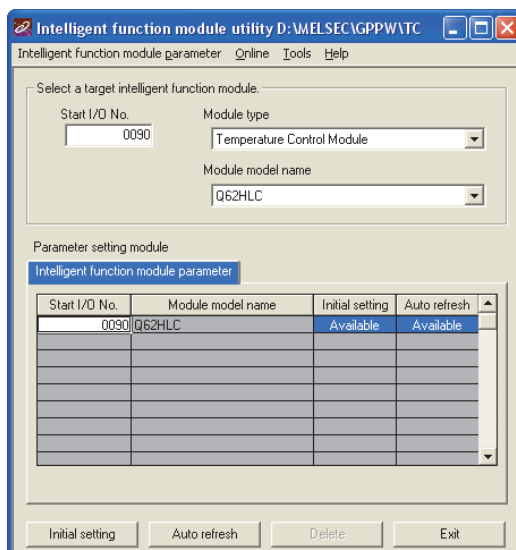 Intelligent function module utility D:\MELSEC\GPPW\TC
Intelligent function module parameter Online Tools Help
Select a target intelligent function module.
Start I/O No. Module type
0090 Temperature Control Module
Module model name
Q62HLC
Parameter setting module
Intelligent function module parameter
Start I/O No. Module model name Initial setting Auto refresh
0090 Q62HLC Available Available
Initial setting Auto refresh Delete Exit